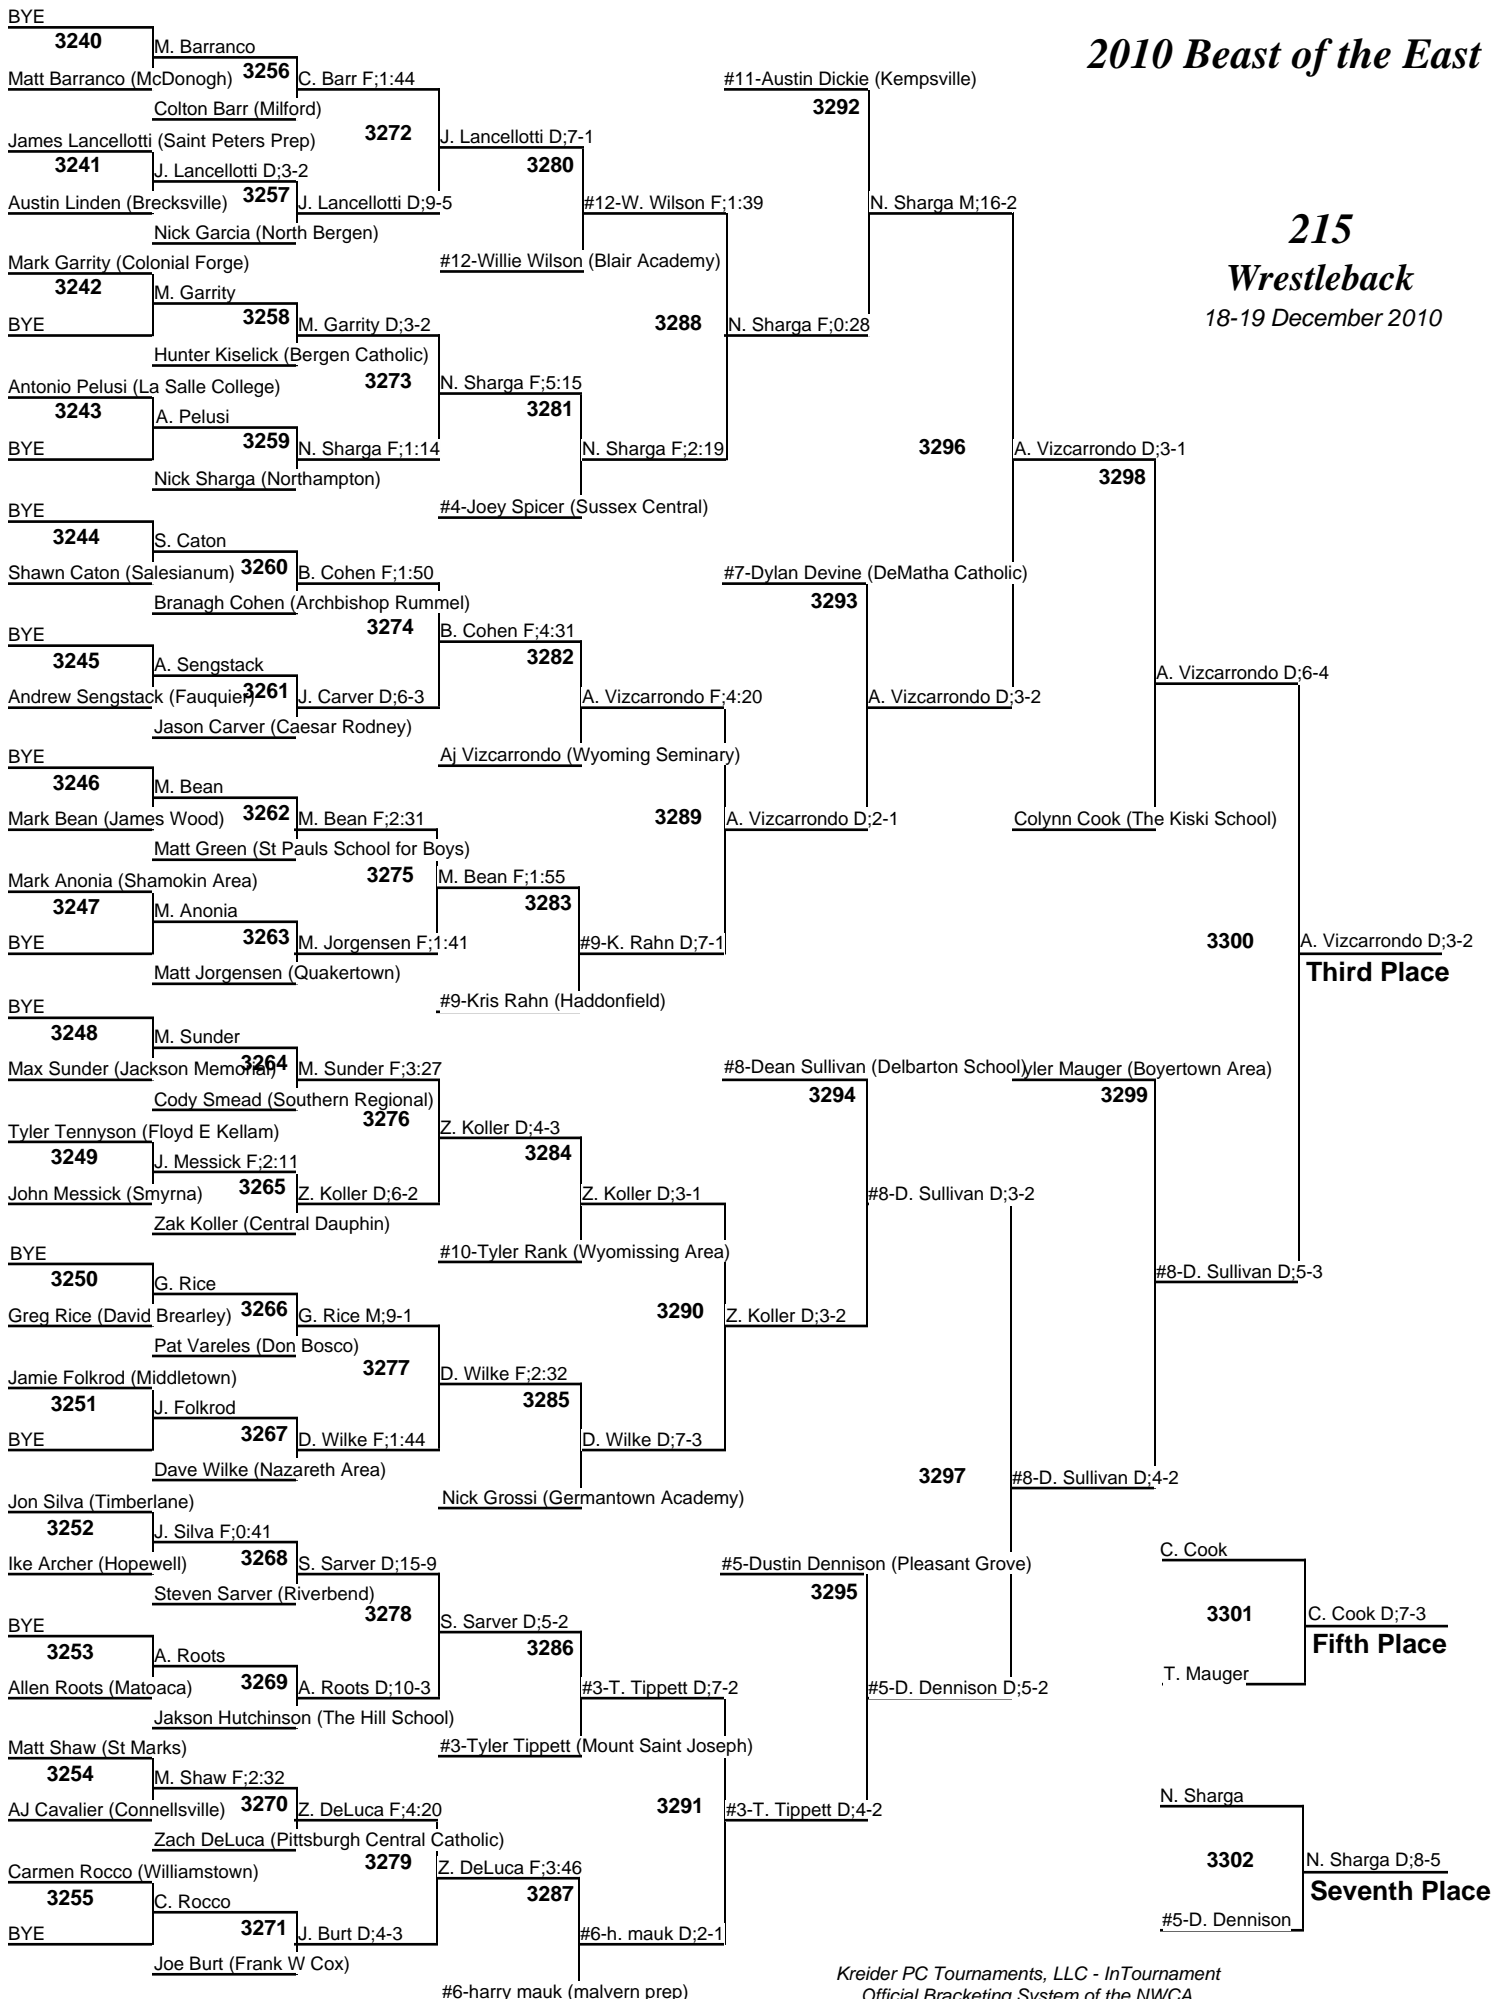 BYE
3240
M. Barranco
Matt Barranco (McDonogh)
3256
C. Barr F;1:44
Colton Barr (Milford)
3272
James Lancellotti (Saint Peters Prep)
3241
J. Lancellotti D;3-2
Austin Linden (Brecksville)
3257
J. Lancellotti D;9-5
Nick Garcia (North Bergen)
J. Lancellotti D;7-1
3280
#12-W. Wilson F;1:39
#12-Willie Wilson (Blair Academy)
Mark Garrity (Colonial Forge)
3242
M. Garrity
BYE
3258
M. Garrity D;3-2
Hunter Kiselick (Bergen Catholic)
3273
Antonio Pelusi (La Salle College)
3243
A. Pelusi
BYE
3259
N. Sharga F;1:14
Nick Sharga (Northampton)
N. Sharga F;5:15
3281
N. Sharga F;2:19
#4-Joey Spicer (Sussex Central)
3288
N. Sharga F;0:28
#11-Austin Dickie (Kempsville)
3292
N. Sharga M;16-2
2010 Beast of the East
215
Wrestleback
18-19 December 2010
BYE
3244
S. Caton
Shawn Caton (Salesianum)
3260
B. Cohen F;1:50
Branagh Cohen (Archbishop Rummel)
3274
BYE
3245
A. Sengstack
Andrew Sengstack (Fauquier)
3261
J. Carver D;6-3
Jason Carver (Caesar Rodney)
B. Cohen F;4:31
3282
A. Vizcarrondo F;4:20
Aj Vizcarrondo (Wyoming Seminary)
BYE
3246
M. Bean
Mark Bean (James Wood)
3262
M. Bean F;2:31
Matt Green (St Pauls School for Boys)
3275
Mark Anonia (Shamokin Area)
3247
M. Anonia
BYE
3263
M. Jorgensen F;1:41
Matt Jorgensen (Quakertown)
M. Bean F;1:55
3283
#9-K. Rahn D;7-1
#9-Kris Rahn (Haddonfield)
3289
A. Vizcarrondo D;2-1
#7-Dylan Devine (DeMatha Catholic)
3293
A. Vizcarrondo D;3-2
3296
A. Vizcarrondo D;3-1
3298
A. Vizcarrondo D;6-4
Colynn Cook (The Kiski School)
3300
A. Vizcarrondo D;3-2
Third Place
BYE
3248
M. Sunder
Max Sunder (Jackson Memorial)
3264
M. Sunder F;3:27
Cody Smead (Southern Regional)
3276
Tyler Tennyson (Floyd E Kellam)
3249
J. Messick F;2:11
John Messick (Smyrna)
3265
Z. Koller D;6-2
Zak Koller (Central Dauphin)
Z. Koller D;4-3
3284
Z. Koller D;3-1
#10-Tyler Rank (Wyomissing Area)
BYE
3250
G. Rice
Greg Rice (David Brearley)
3266
G. Rice M;9-1
Pat Vareles (Don Bosco)
3277
Jamie Folkrod (Middletown)
3251
J. Folkrod
BYE
3267
D. Wilke F;1:44
Dave Wilke (Nazareth Area)
D. Wilke F;2:32
3285
D. Wilke D;7-3
Nick Grossi (Germantown Academy)
3290
Z. Koller D;3-2
#8-Dean Sullivan (Delbarton School)
3294
#8-D. Sullivan D;3-2
yler Mauger (Boyertown Area)
3299
#8-D. Sullivan D;5-3
3297
#8-D. Sullivan D;4-2
Jon Silva (Timberlane)
3252
J. Silva F;0:41
Ike Archer (Hopewell)
3268
S. Sarver D;15-9
Steven Sarver (Riverbend)
3278
BYE
3253
A. Roots
Allen Roots (Matoaca)
3269
A. Roots D;10-3
Jakson Hutchinson (The Hill School)
S. Sarver D;5-2
3286
#3-T. Tippett D;7-2
#3-Tyler Tippett (Mount Saint Joseph)
Matt Shaw (St Marks)
3254
M. Shaw F;2:32
AJ Cavalier (Connellsville)
3270
Z. DeLuca F;4:20
Zach DeLuca (Pittsburgh Central Catholic)
3279
Carmen Rocco (Williamstown)
3255
C. Rocco
BYE
3271
J. Burt D;4-3
Joe Burt (Frank W Cox)
Z. DeLuca F;3:46
3287
#6-h. mauk D;2-1
#6-harry mauk (malvern prep)
3291
#3-T. Tippett D;4-2
#5-Dustin Dennison (Pleasant Grove)
3295
#5-D. Dennison D;5-2
C. Cook
3301
C. Cook D;7-3
Fifth Place
T. Mauger
N. Sharga
3302
N. Sharga D;8-5
Seventh Place
#5-D. Dennison
Kreider PC Tournaments, LLC - InTournament
Official Bracketing System of the NWCA